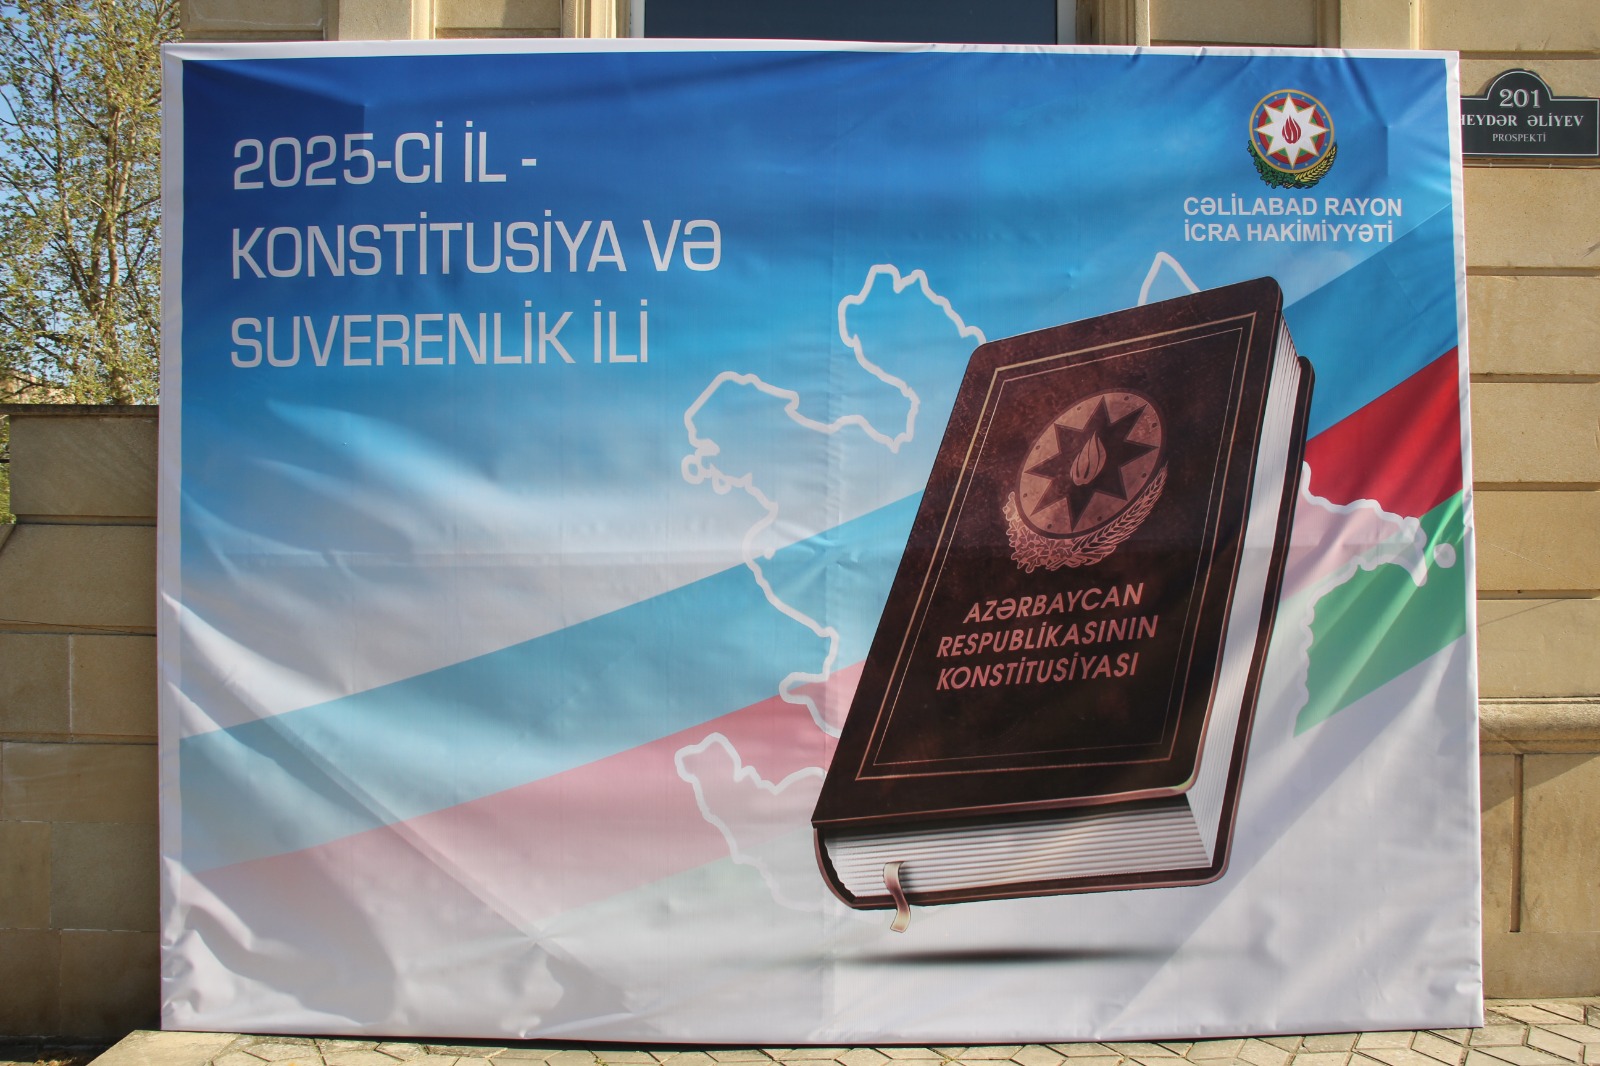 2025-Cİ İL -
KONSTİTUSİYA VƏ
SUVERENLİK İLİ
CƏLİLABAD RAYON
İCRA HAKİMİYYƏTİ
AZƏRBAYCAN
RESPUBLİKASININ
KONSTİTUSİYASI
201
HEYDƏR ƏLİYEV
PROSPEKTİ